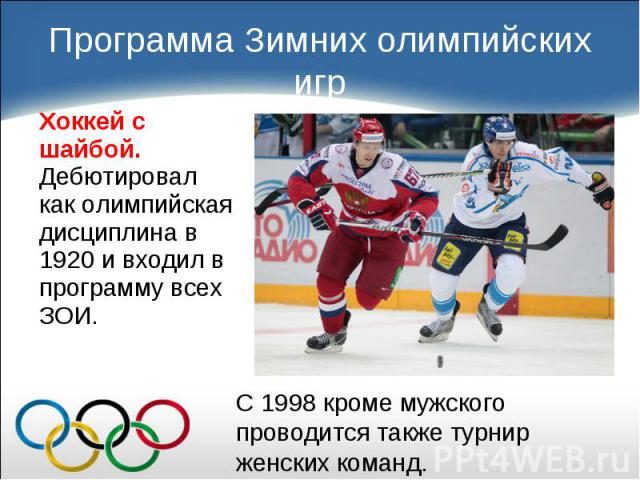 Программа Зимних олимпийских
игр
Хоккей с
шайбой.
Дебютировал
как олимпийская
дисциплина в
1920 и входил в
программу всех
ЗОИ.
С 1998 кроме мужского
проводится также турнир
женских команд.
PPt4WEB.ru